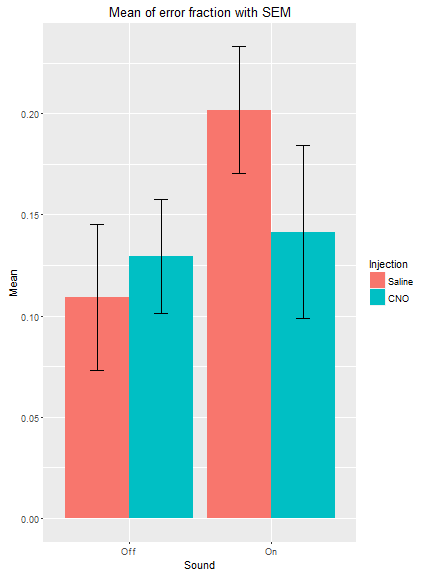 Mean of error fraction with SEM
Mean
0.20
0.15
0.10
0.05
0.00
Off
On
Sound
Injection
Saline
CNO